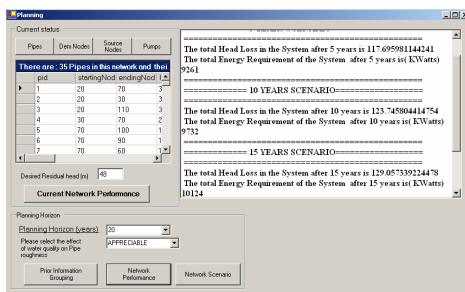 Planning
Current status
Pipes
Dem Nodes
Source Nodes
Pumps
There are : 35 Pipes in this network and thei
pid startingNod endingNod
1 20 70 3
2 20 30 3
3 20 110 3
4 30 70 2
5 70 100 1
6 70 90 1
7 70 60 1
Desired Residual head (m) 48
Current Network Performance
Planning Horizon
Planning Horizon (years) 20
Please select the effect
of water quality on Pipe
roughness
APPRECIABLE
Prior Information
Grouping
Network
Performance
Network Scenario
==============================================
The total Head Loss in the System after 5 years is 117.695981144241
The total Energy Requirement of the System after 5 years is( KWatts)
9261
==============================================
============ 10 YEARS SCENARIO==================
The total Head Loss in the System after 10 years is 123.745804414754
The total Energy Requirement of the System after 10 years is( KWatts)
9732
==============================================
============ 15 YEARS SCENARIO==================
The total Head Loss in the System after 15 years is 129.057339224478
The total Energy Requirement of the System after 15 years is( KWatts)
10124